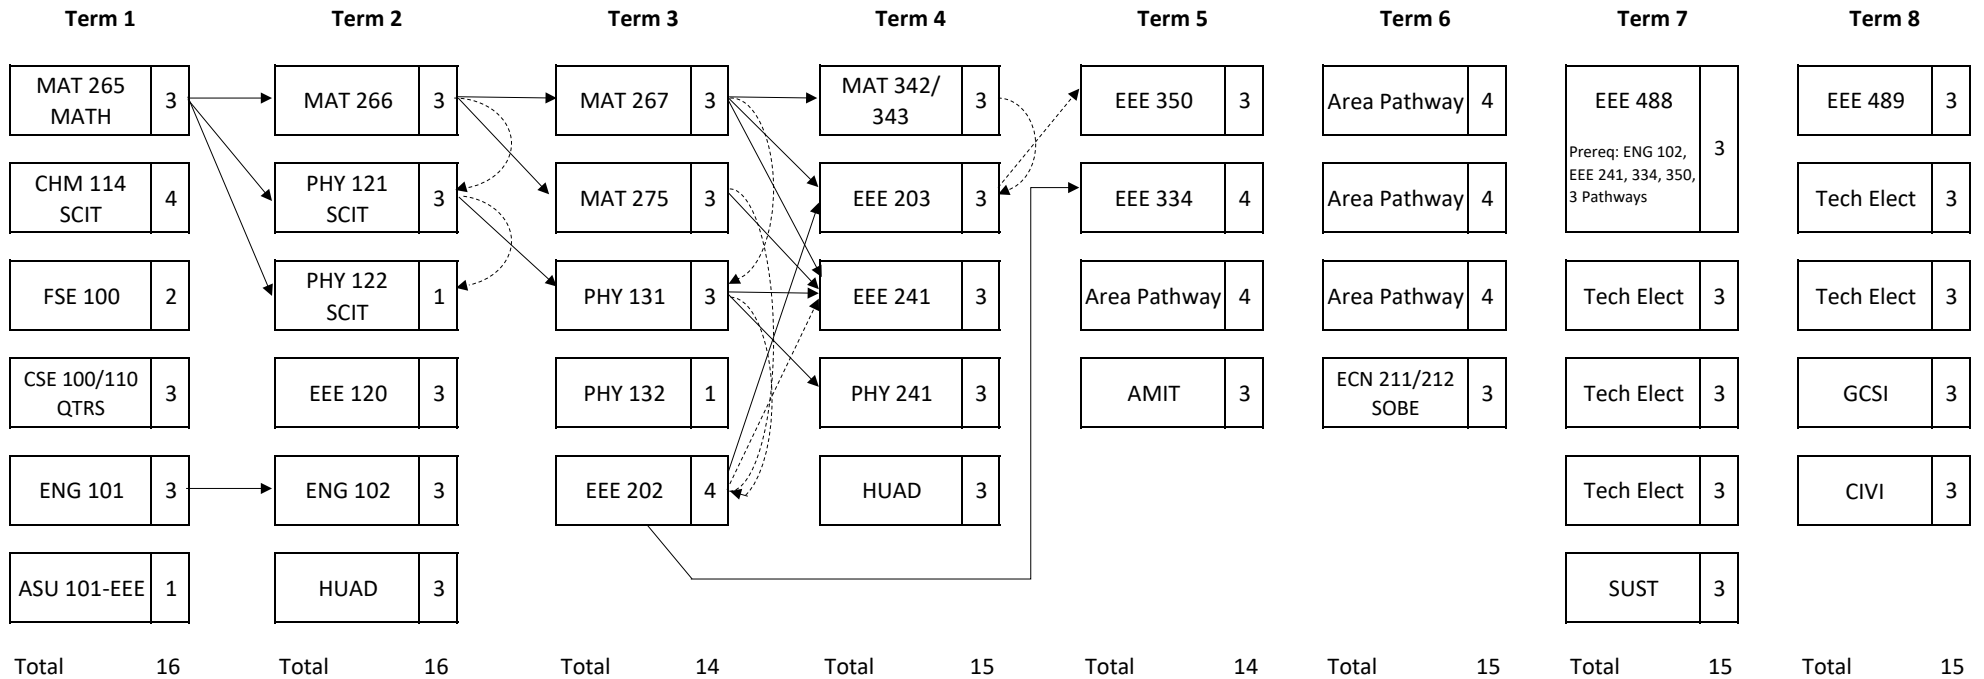 Term 1
MAT 265
MATH
3
CHM 114
SCIT
4
FSE 100
2
CSE 100/110
QTRS
3
ENG 101
3
ASU 101-EEE
1
Total 16
Term 2
MAT 266
3
PHY 121
SCIT
3
PHY 122
SCIT
1
EEE 120
3
ENG 102
3
HUAD
3
Total 16
Term 3
MAT 267
3
MAT 275
3
PHY 131
3
PHY 132
1
EEE 202
4
Total 14
Term 4
MAT 342/
343
3
EEE 203
3
EEE 241
3
PHY 241
3
HUAD
3
Total 15
Term 5
EEE 350
3
EEE 334
4
Area Pathway
4
AMIT
3
Total 14
Term 6
Area Pathway
4
Area Pathway
4
Area Pathway
4
ECN 211/212
SOBE
3
Total 15
Term 7
EEE 488
Prereq: ENG 102,
EEE 241, 334, 350,
3 Pathways
3
Tech Elect
3
Tech Elect
3
Tech Elect
3
SUST
3
Total 15
Term 8
EEE 489
3
Tech Elect
3
Tech Elect
3
GCSI
3
CIVI
3
Total 15